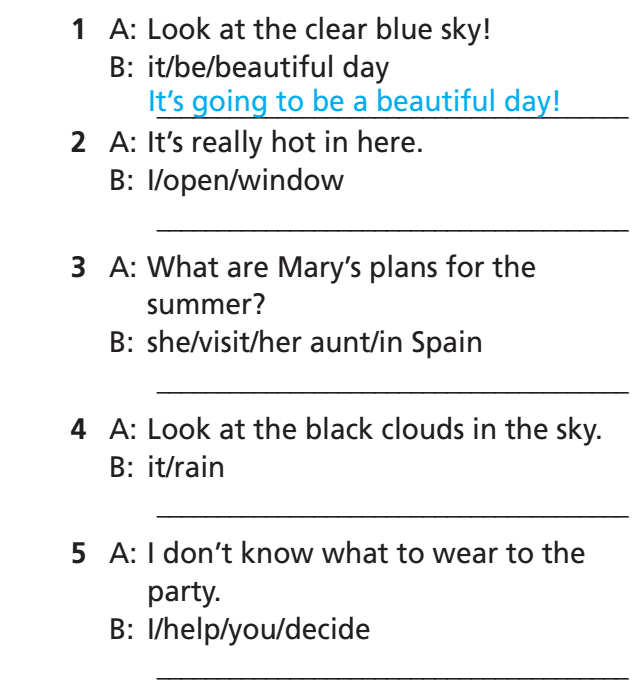 1 A: Look at the clear blue sky!
B: it/be/beautiful day
It's going to be a beautiful day!
2 A: It's really hot in here.
B: I/open/window
3 A: What are Mary's plans for the
summer?
B: she/visit/her aunt/in Spain
4 A: Look at the black clouds in the sky.
B: it/rain
5 A: I don't know what to wear to the
party.
B: I/help/you/decide